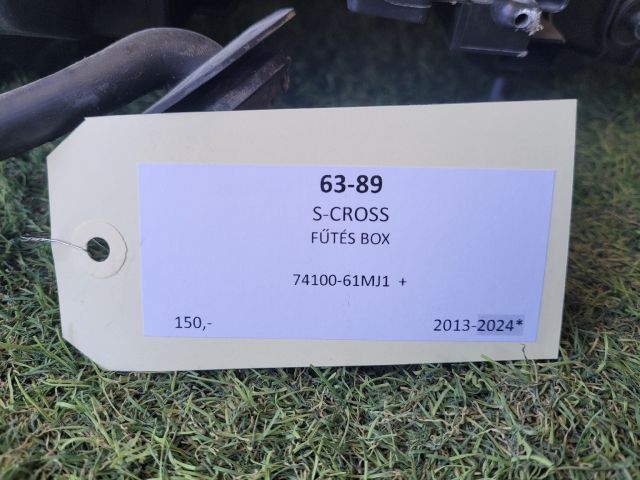 63-89
S-CROSS
FŰTÉS BOX
74100-61MJ1 +
150,- 2013-2024*